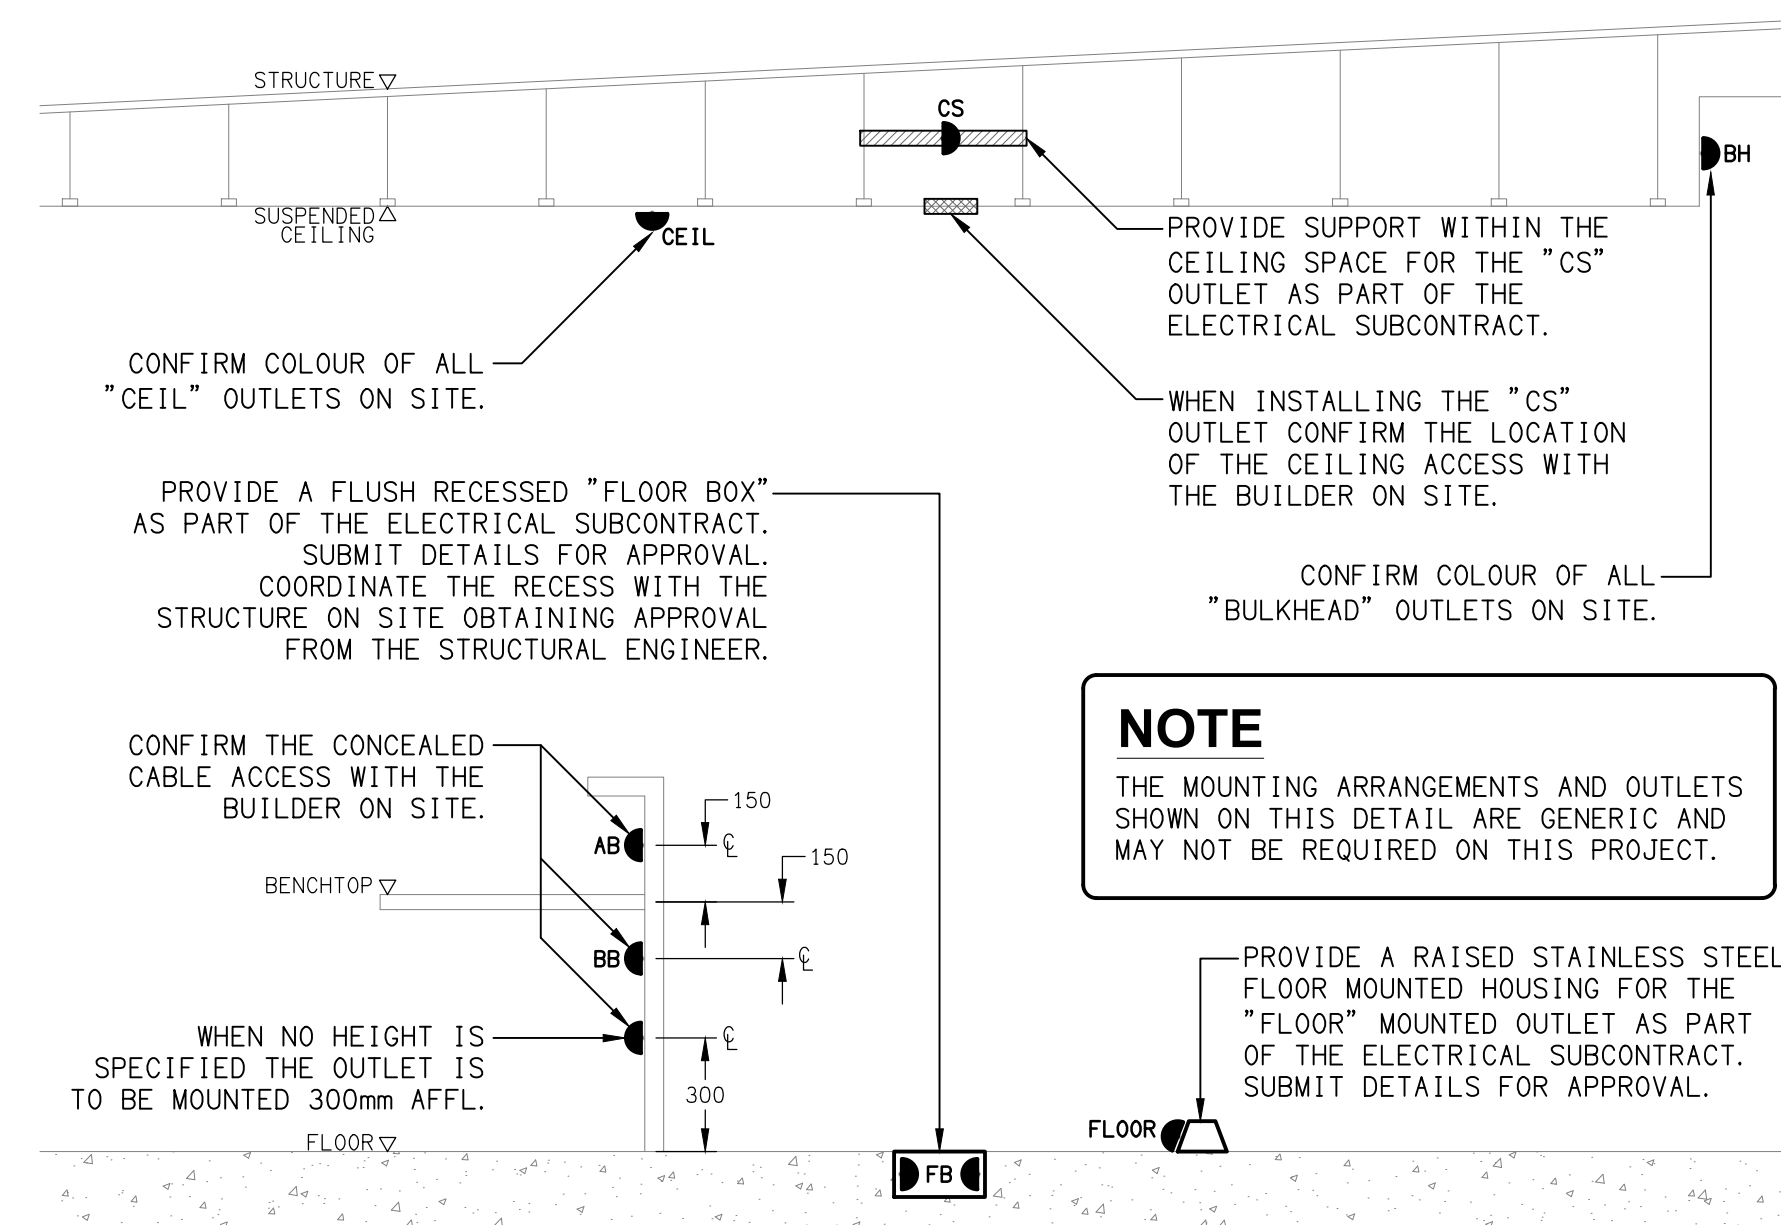 STRUCTURE
CS
BH
SUSPENDED
CEILING
CEIL
PROVIDE SUPPORT WITHIN THE
CEILING SPACE FOR THE "CS"
OUTLET AS PART OF THE
ELECTRICAL SUBCONTRACT.
CONFIRM COLOUR OF ALL
"CEIL" OUTLETS ON SITE.
WHEN INSTALLING THE "CS"
OUTLET CONFIRM THE LOCATION
OF THE CEILING ACCESS WITH
THE BUILDER ON SITE.
PROVIDE A FLUSH RECESSED "FLOOR BOX"
AS PART OF THE ELECTRICAL SUBCONTRACT.
SUBMIT DETAILS FOR APPROVAL.
COORDINATE THE RECESS WITH THE
STRUCTURE ON SITE OBTAINING APPROVAL
FROM THE STRUCTURAL ENGINEER.
CONFIRM COLOUR OF ALL
"BULKHEAD" OUTLETS ON SITE.
NOTE
THE MOUNTING ARRANGEMENTS AND OUTLETS
SHOWN ON THIS DETAIL ARE GENERIC AND
MAY NOT BE REQUIRED ON THIS PROJECT.
CONFIRM THE CONCEALED
CABLE ACCESS WITH THE
BUILDER ON SITE.
150
AB
℄
150
BENCHTOP
BB
℄
WHEN NO HEIGHT IS
SPECIFIED THE OUTLET IS
TO BE MOUNTED 300mm AFFL.
℄
300
PROVIDE A RAISED STAINLESS STEEL
FLOOR MOUNTED HOUSING FOR THE
"FLOOR" MOUNTED OUTLET AS PART
OF THE ELECTRICAL SUBCONTRACT.
SUBMIT DETAILS FOR APPROVAL.
FLOOR
FLOOR
FB